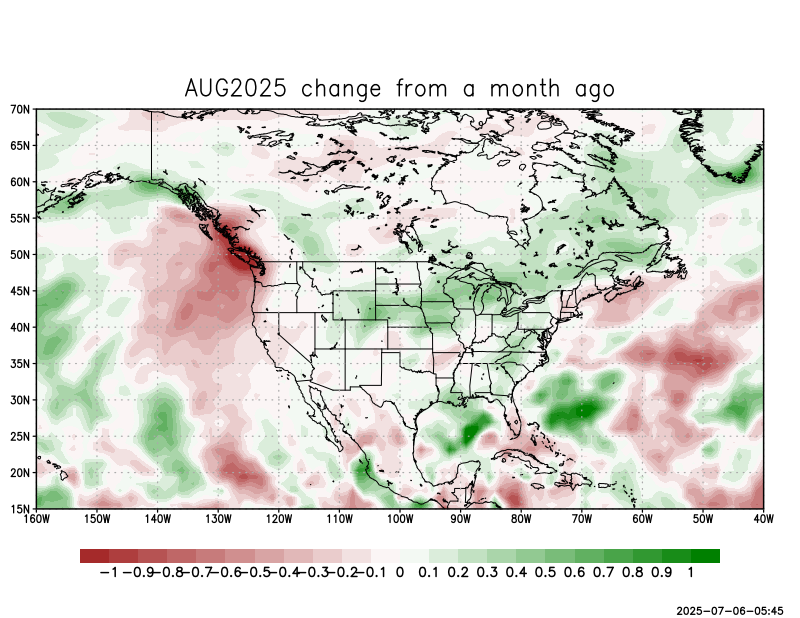 AUG2025 change from a month ago
70N
65N
60N
55N
50N
45N
40N
35N
30N
25N
20N
15N
160W 150W 140W 130W 120W 110W 100W 90W 80W 70W 60W 50W 40W
−1 −0.9 −0.8 −0.7 −0.6 −0.5 −0.4 −0.3 −0.2 −0.1 0 0.1 0.2 0.3 0.4 0.5 0.6 0.7 0.8 0.9 1
2025-07-06-05:45